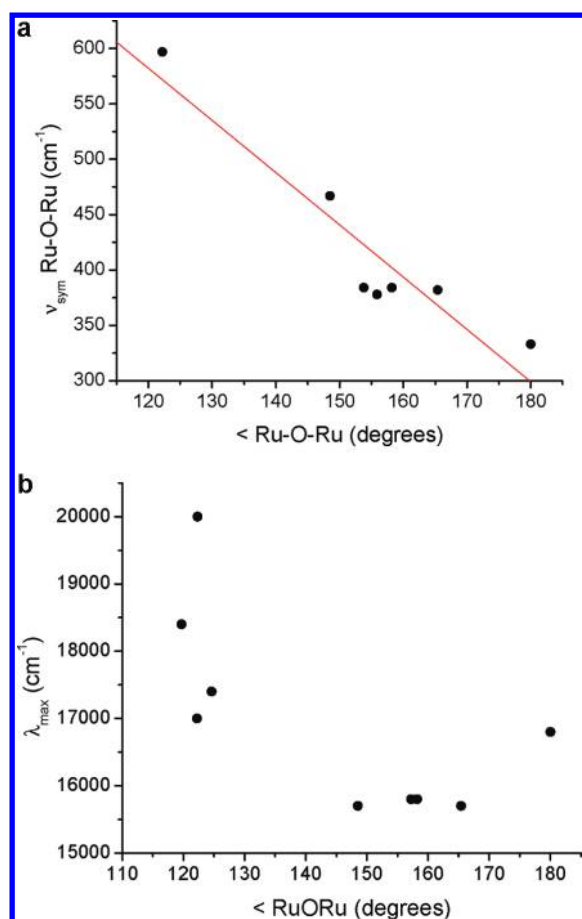 a
600
550
500
450
400
350
300
ν_sym Ru-O-Ru (cm⁻¹)
120 130 140 150 160 170 180
< Ru-O-Ru (degrees)
b
20000
19000
18000
17000
16000
15000
λ_max (cm⁻¹)
110 120 130 140 150 160 170 180
< RuORu (degrees)